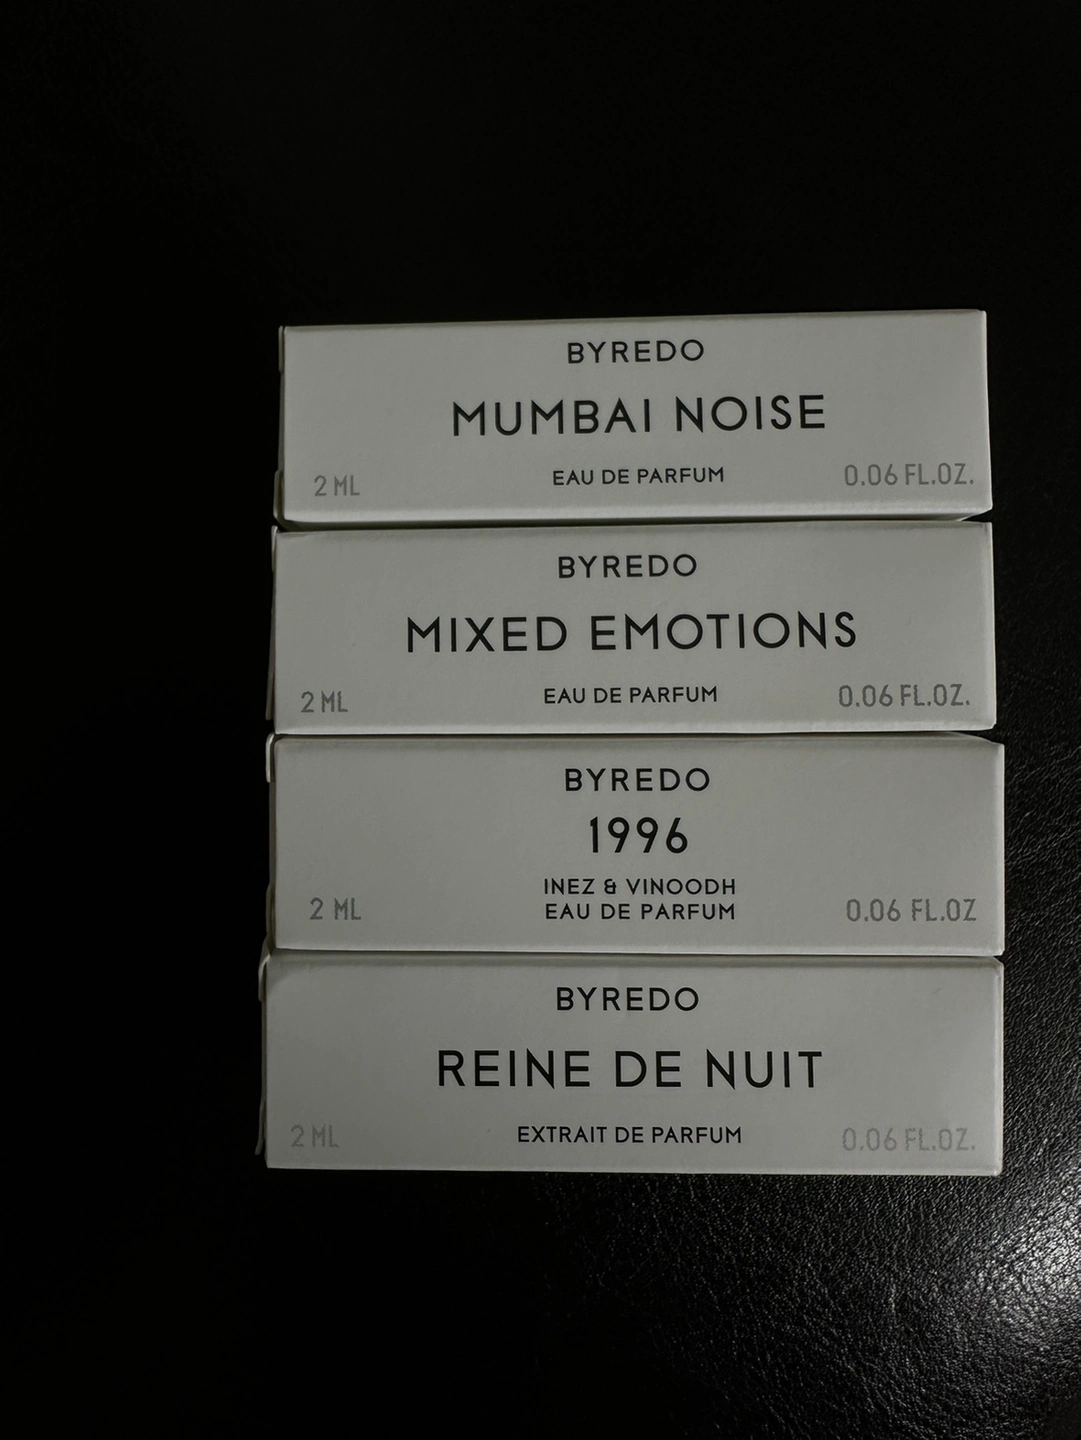 BYREDO
MUMBAI NOISE
EAU DE PARFUM
2 ML
0.06 FL.OZ.
BYREDO
MIXED EMOTIONS
EAU DE PARFUM
2 ML
0.06 FL.OZ.
BYREDO
1996
INEZ & VINOODH
EAU DE PARFUM
2 ML
0.06 FL.OZ
BYREDO
REINE DE NUIT
EXTRAIT DE PARFUM
2 ML
0.06 FL.OZ.